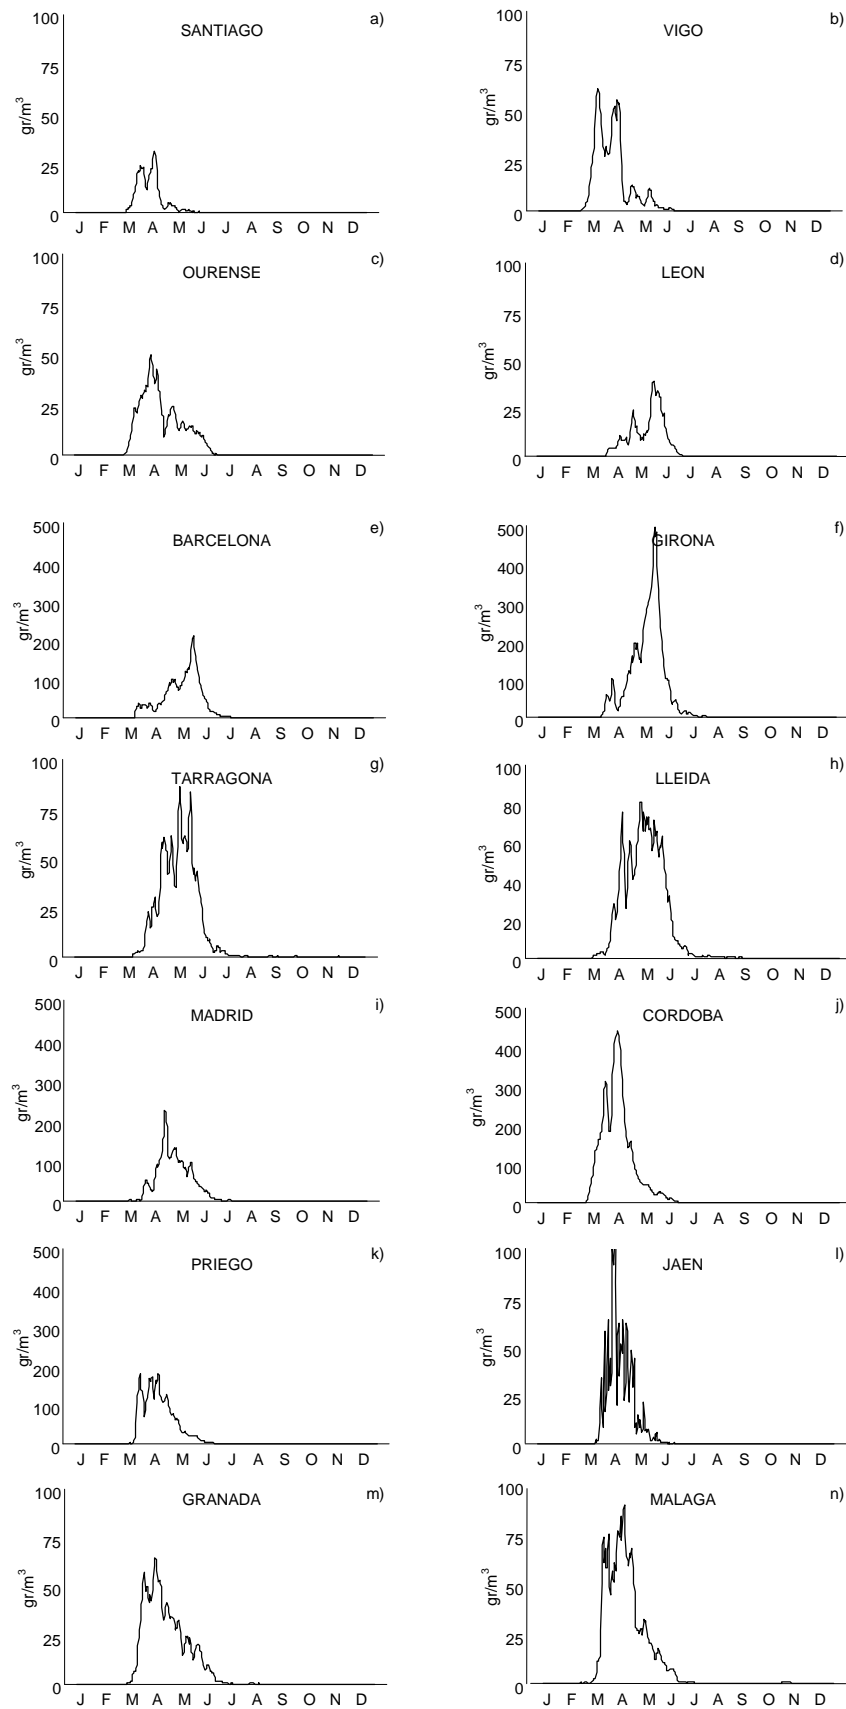 a)
SANTIAGO
100
75
50
25
0
gr/m³
J F M A M J J A S O N D
b)
VIGO
100
75
50
25
0
gr/m³
J F M A M J J A S O N D
c)
OURENSE
100
75
50
25
0
gr/m³
J F M A M J J A S O N D
d)
LEON
100
75
50
25
0
gr/m³
J F M A M J J A S O N D
e)
BARCELONA
500
400
300
200
100
0
gr/m³
J F M A M J J A S O N D
f)
GIRONA
500
400
300
200
100
0
gr/m³
J F M A M J J A S O N D
g)
TARRAGONA
100
75
50
25
0
gr/m³
J F M A M J J A S O N D
h)
LLEIDA
100
80
60
40
20
0
gr/m³
J F M A M J J A S O N D
i)
MADRID
500
400
300
200
100
0
gr/m³
J F M A M J J A S O N D
j)
CORDOBA
500
400
300
200
100
0
gr/m³
J F M A M J J A S O N D
k)
PRIEGO
500
400
300
200
100
0
gr/m³
J F M A M J J A S O N D
l)
JAEN
100
75
50
25
0
gr/m³
J F M A M J J A S O N D
m)
GRANADA
100
75
50
25
0
gr/m³
J F M A M J J A S O N D
n)
MALAGA
100
75
50
25
0
gr/m³
J F M A M J J A S O N D